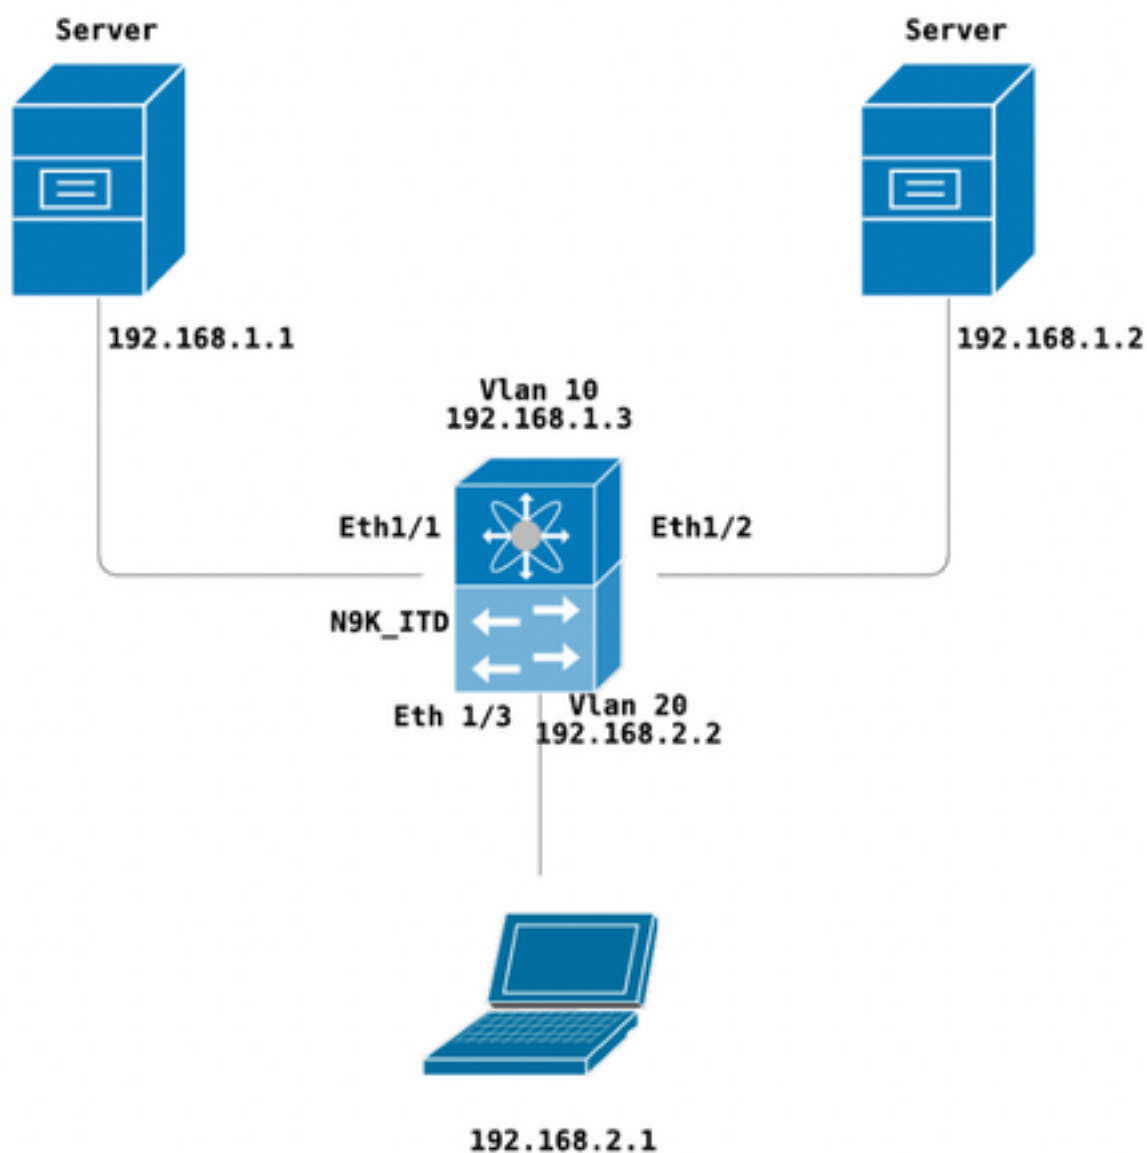 Server
Server
192.168.1.1
192.168.1.2
Vlan 10
192.168.1.3
Eth1/1
Eth1/2
N9K_ITD
Eth 1/3
Vlan 20
192.168.2.2
192.168.2.1